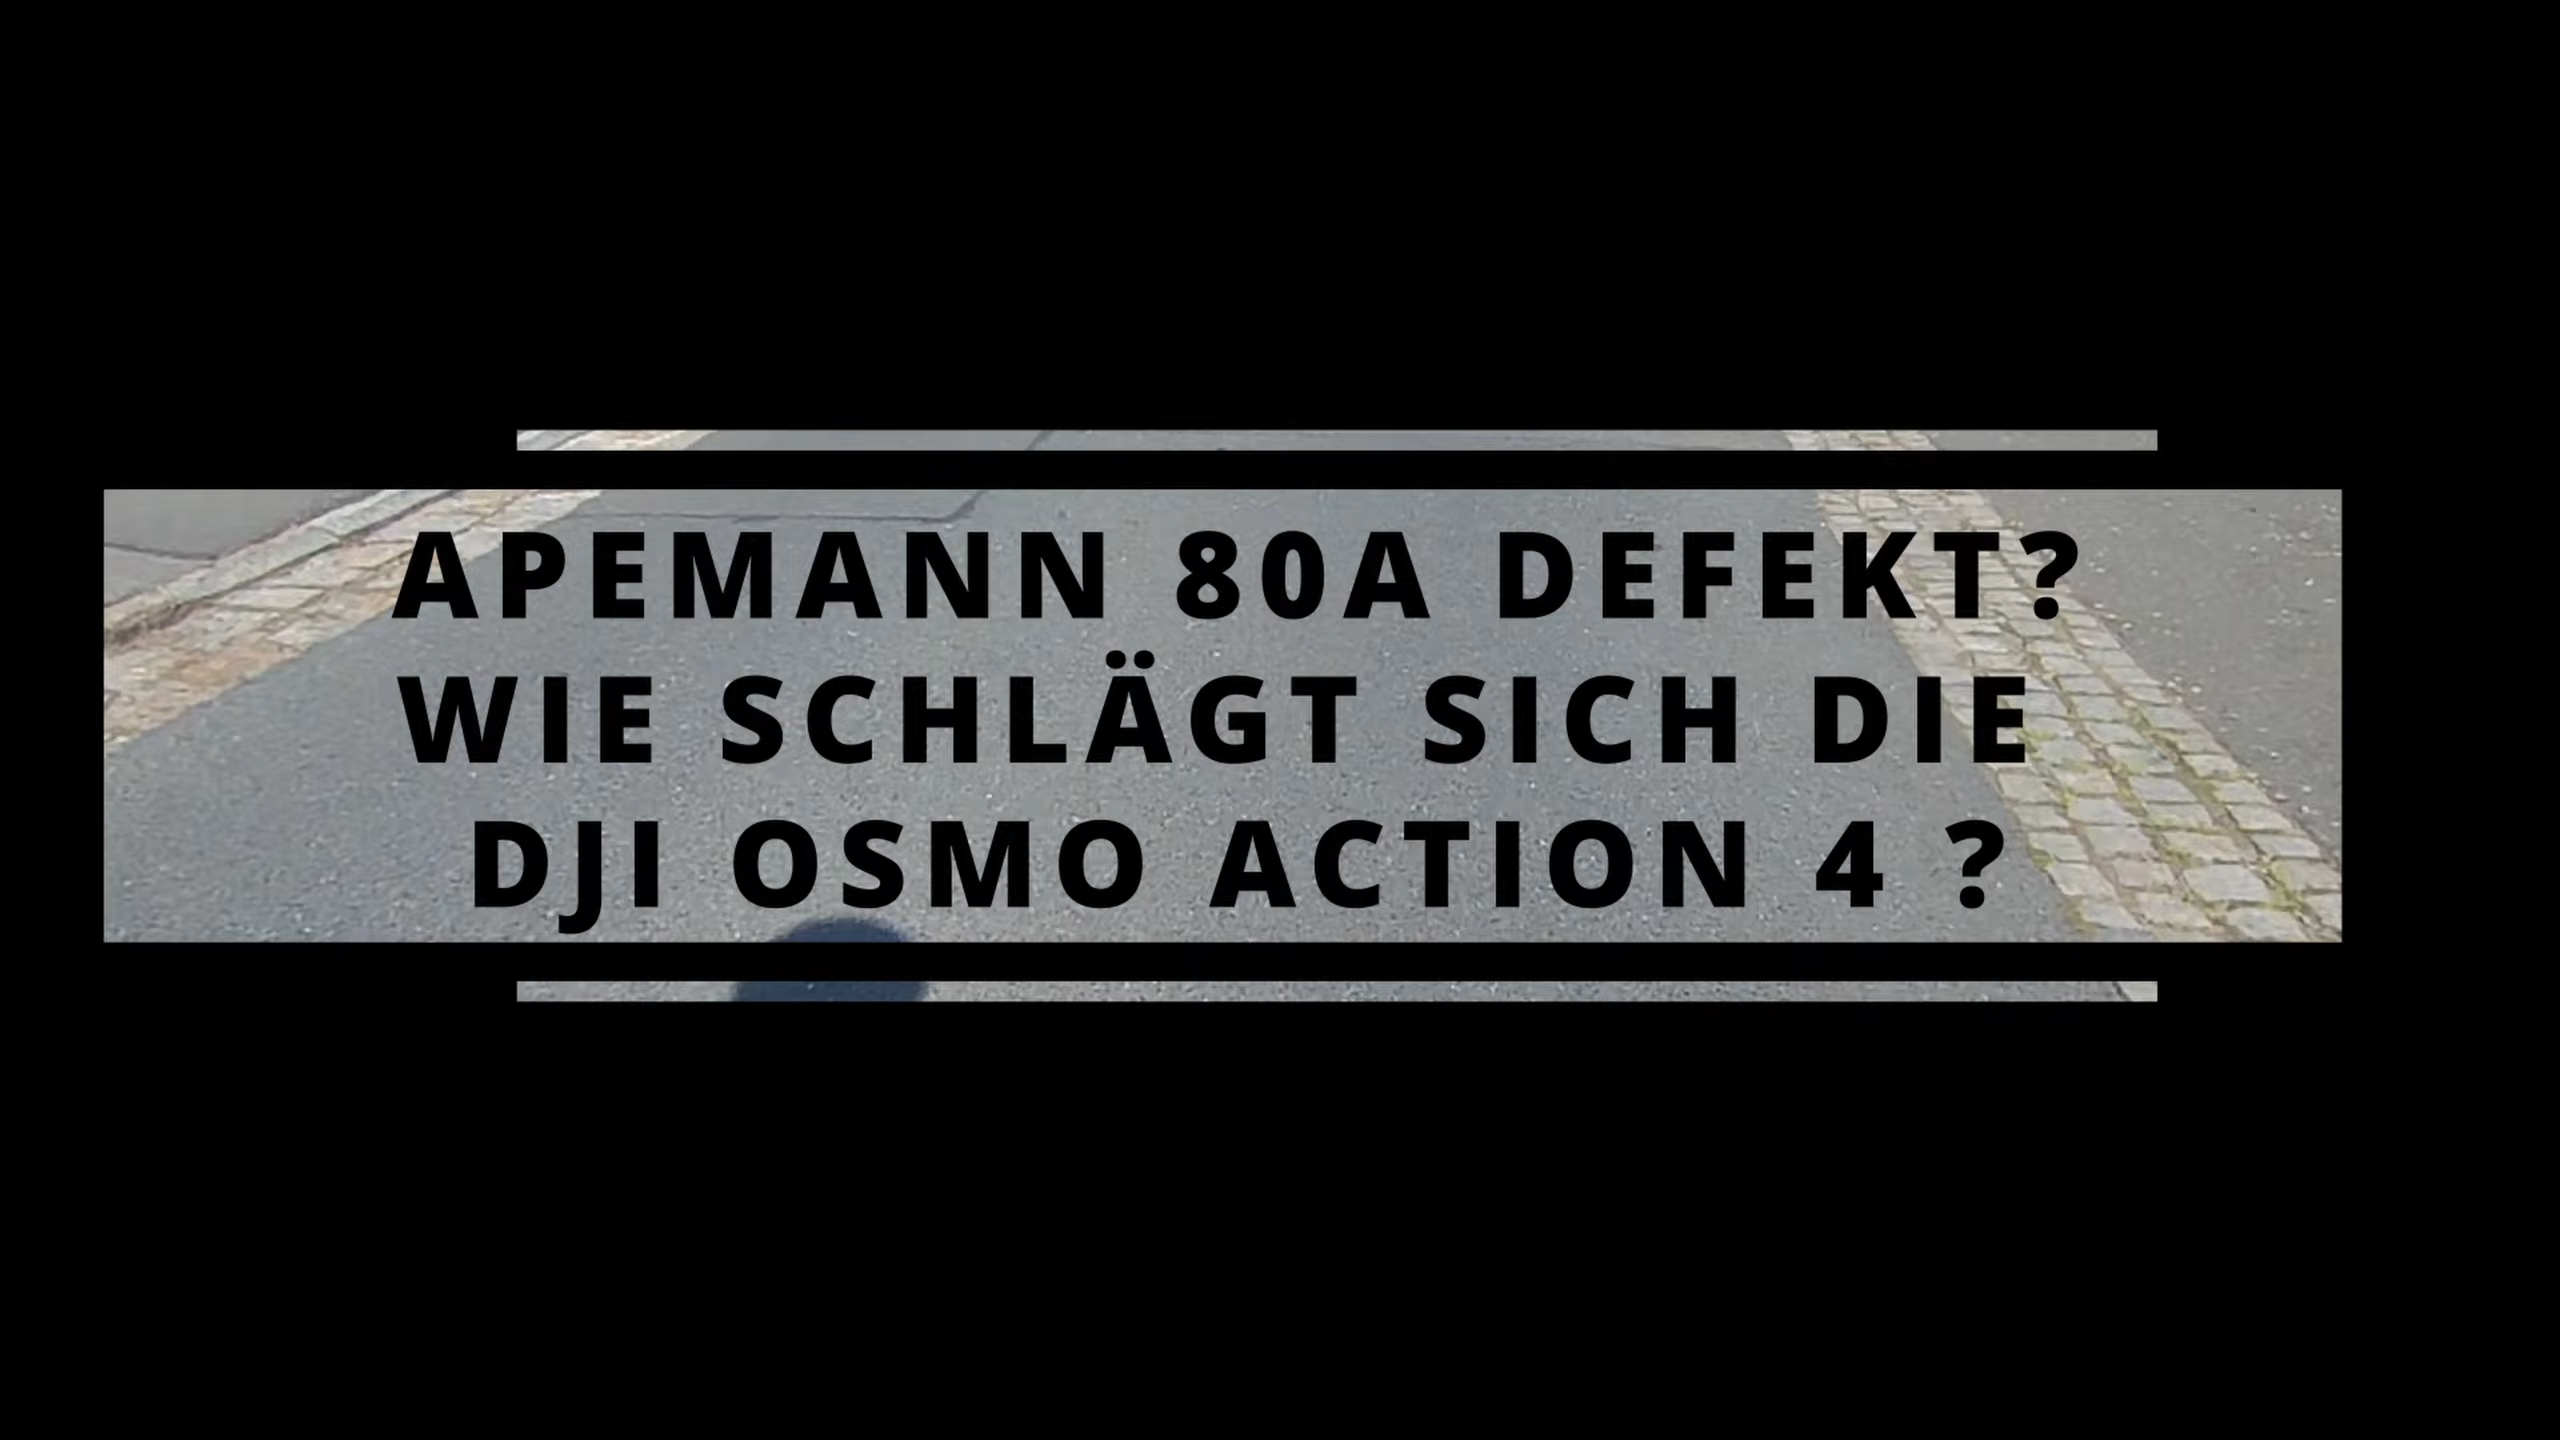 APEMANN 80A DEFEKT?
WIE SCHLÄGT SICH DIE
DJI OSMO ACTION 4 ?